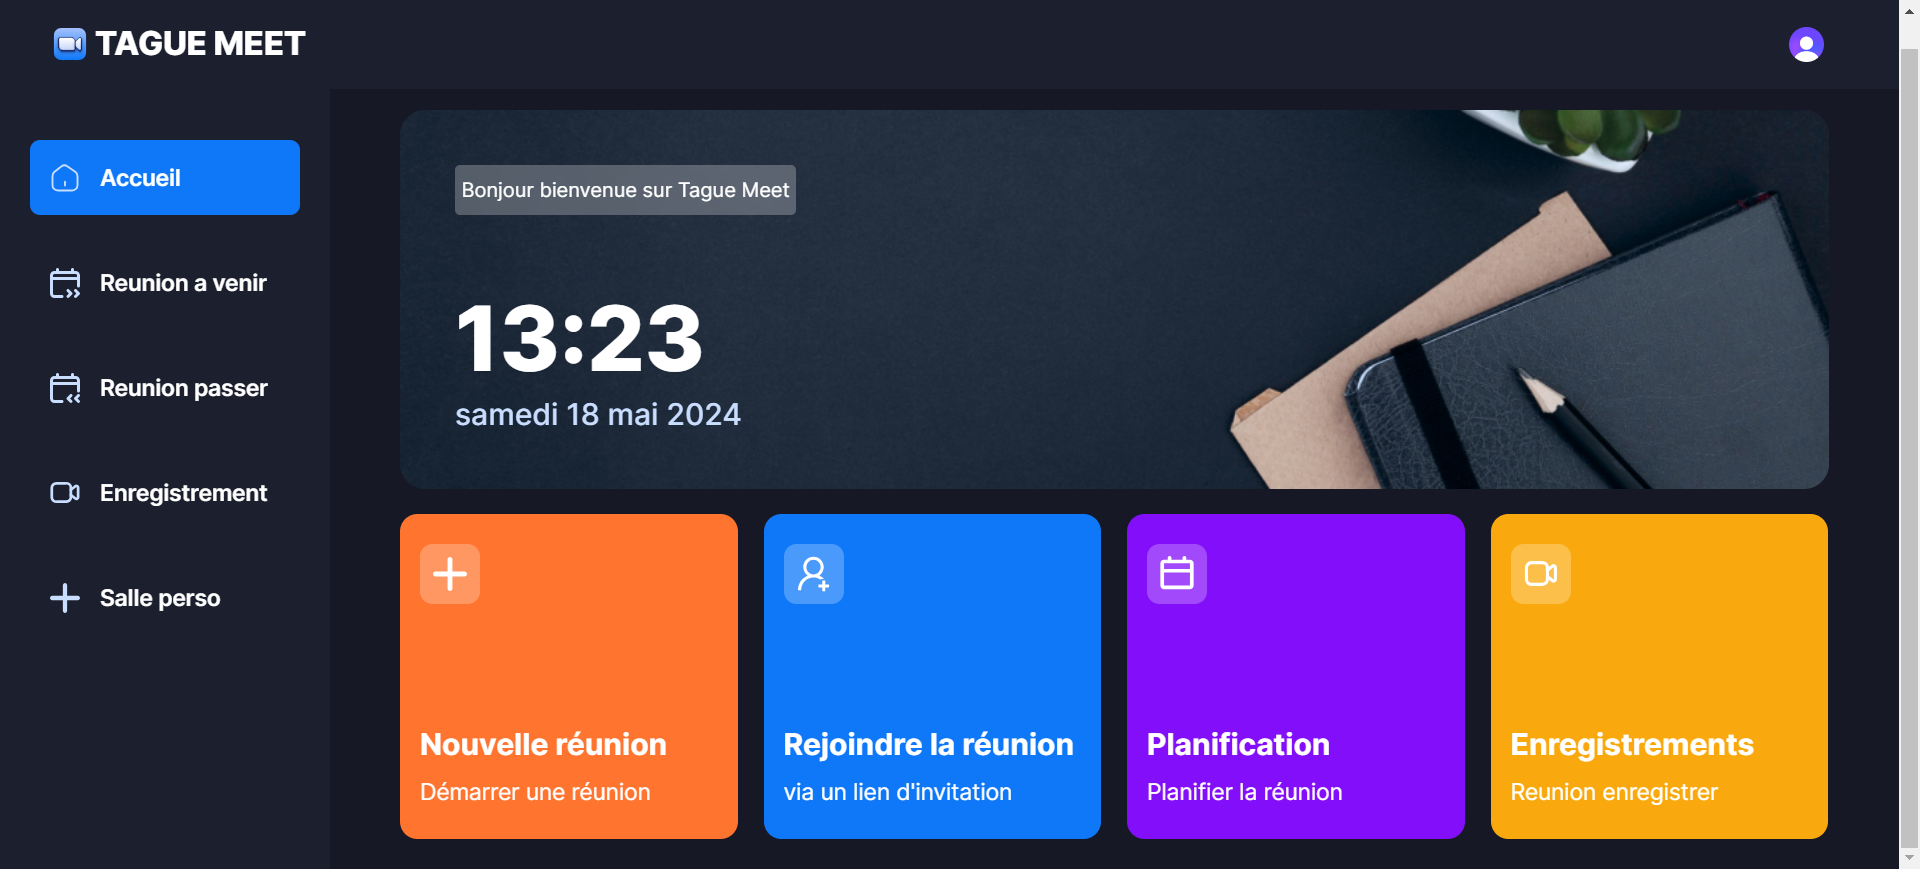 TAGUE MEET
Accueil
Reunion a venir
Reunion passer
Enregistrement
Salle perso
Bonjour bienvenue sur Tague Meet
13:23
samedi 18 mai 2024
Nouvelle réunion
Démarrer une réunion
Rejoindre la réunion
via un lien d'invitation
Planification
Planifier la réunion
Enregistrements
Reunion enregistrer